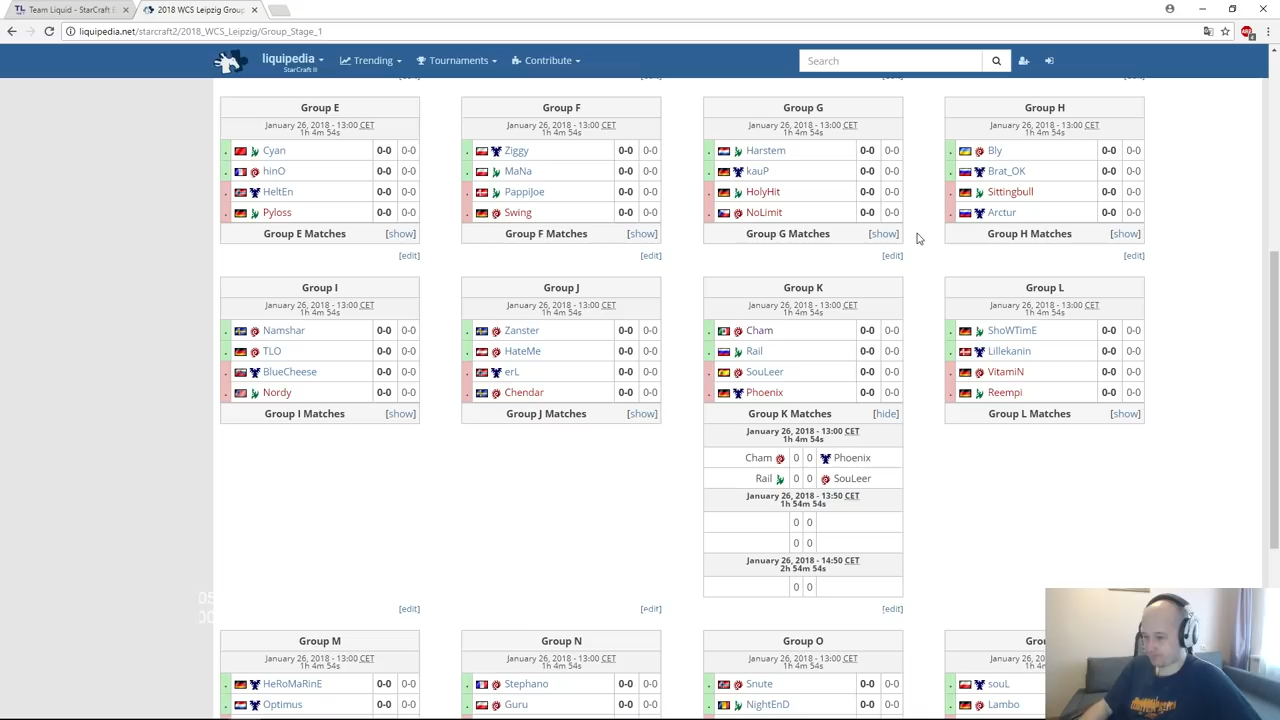 Team Liquid - StarCraft
2018 WCS Leipzig Group
liquipedia.net/starcraft2/2018_WCS_Leipzig/Group_Stage_1
liquipedia StarCraft II Trending Tournaments Contribute Search
Group E Group F Group G Group H
January 26, 2018 - 13:00 CET January 26, 2018 - 13:00 CET January 26, 2018 - 13:00 CET January 26, 2018 - 13:00 CET
1h 4m 54s 1h 4m 54s 1h 4m 54s 1h 4m 54s
Cyan 0-0 0-0 Ziggy 0-0 0-0 Harstem 0-0 0-0 Bly 0-0 0-0
hinO 0-0 0-0 MaNa 0-0 0-0 kauP 0-0 0-0 Brat_OK 0-0 0-0
HeltEn 0-0 0-0 PappiJoe 0-0 0-0 HolyHit 0-0 0-0 Sittingbull 0-0 0-0
Pyloss 0-0 0-0 Swing 0-0 0-0 NoLimit 0-0 0-0 Arctur 0-0 0-0
Group E Matches [show] Group F Matches [show] Group G Matches [show] Group H Matches [show]
[edit] [edit] [edit] [edit]
Group I Group J Group K Group L
January 26, 2018 - 13:00 CET January 26, 2018 - 13:00 CET January 26, 2018 - 13:00 CET January 26, 2018 - 13:00 CET
1h 4m 54s 1h 4m 54s 1h 4m 54s 1h 4m 54s
Namshar 0-0 0-0 Zanster 0-0 0-0 Cham 0-0 0-0 ShoWTimE 0-0 0-0
TLO 0-0 0-0 HateMe 0-0 0-0 Rail 0-0 0-0 Lillekanin 0-0 0-0
BlueCheese 0-0 0-0 erL 0-0 0-0 SouLeer 0-0 0-0 VitamiN 0-0 0-0
Nordy 0-0 0-0 Chendar 0-0 0-0 Phoenix 0-0 0-0 Reempi 0-0 0-0
Group I Matches [show] Group J Matches [show] Group K Matches [hide] Group L Matches [show]
January 26, 2018 - 13:00 CET
1h 4m 54s
Cham 0 0 Phoenix
Rail 0 0 SouLeer
January 26, 2018 - 13:50 CET
1h 54m 54s
0 0
0 0
January 26, 2018 - 14:50 CET
2h 54m 54s
0 0
[edit] [edit] [edit]
Group M Group N Group O
January 26, 2018 - 13:00 CET January 26, 2018 - 13:00 CET January 26, 2018 - 13:00 CET January 26, 2018
1h 4m 54s 1h 4m 54s 1h 4m 54s 1h
HeRoMaRinE 0-0 0-0 Stephano 0-0 0-0 Snute 0-0 0-0 souL
Optimus 0-0 0-0 Guru 0-0 0-0 NightEnD 0-0 0-0 Lambo